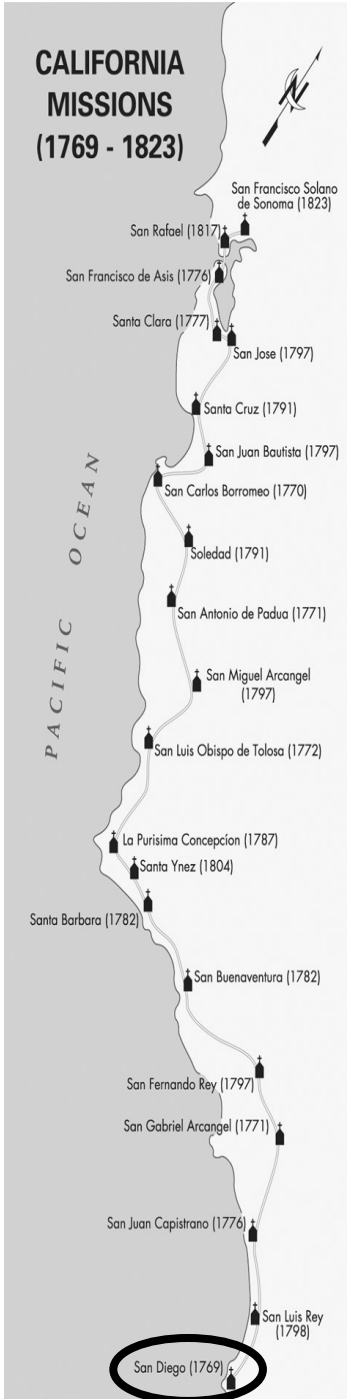 CALIFORNIA
MISSIONS
(1769 - 1823)
N
San Francisco Solano
de Sonoma (1823)
San Rafael (1817)
San Francisco de Asis (1776)
Santa Clara (1777)
San Jose (1797)
Santa Cruz (1791)
San Juan Bautista (1797)
San Carlos Borromeo (1770)
Soledad (1791)
San Antonio de Padua (1771)
San Miguel Arcangel
(1797)
San Luis Obispo de Tolosa (1772)
PACIFIC OCEAN
La Purisima Concepcíon (1787)
Santa Ynez (1804)
Santa Barbara (1782)
San Buenaventura (1782)
San Fernando Rey (1797)
San Gabriel Arcangel (1771)
San Juan Capistrano (1776)
San Luis Rey
(1798)
San Diego (1769)